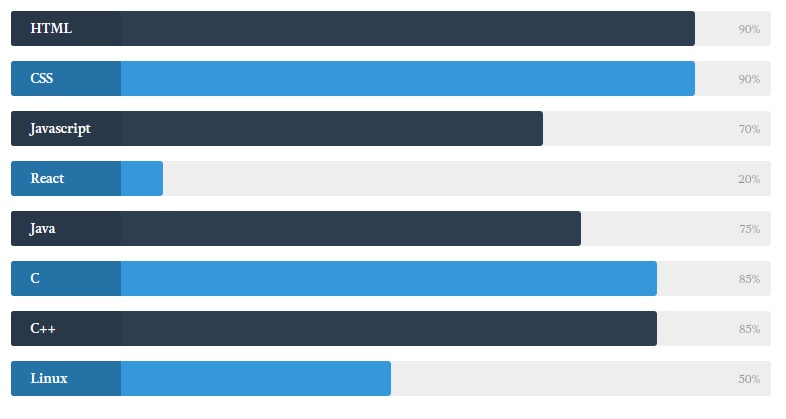 HTML 90%
CSS 90%
Javascript 70%
React 20%
Java 75%
C 85%
C++ 85%
Linux 50%